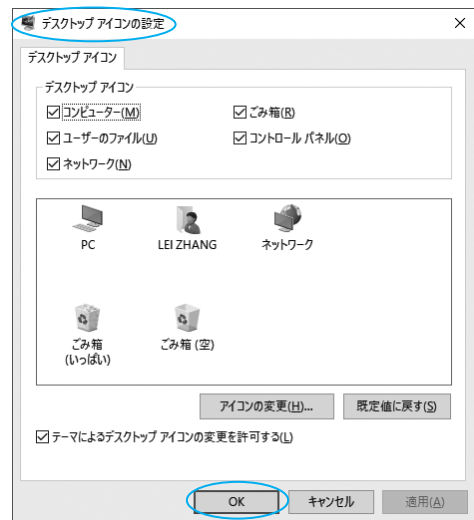 デスクトップ アイコンの設定
デスクトップ アイコン
デスクトップ アイコン
コンピューター(M)
ごみ箱(R)
ユーザーのファイル(U)
コントロール パネル(O)
ネットワーク(N)
PC
LEI ZHANG
ネットワーク
ごみ箱
(いっぱい)
ごみ箱 (空)
アイコンの変更(H)...
既定値に戻す(S)
テーマによるデスクトップ アイコンの変更を許可する(L)
OK
キャンセル
適用(A)